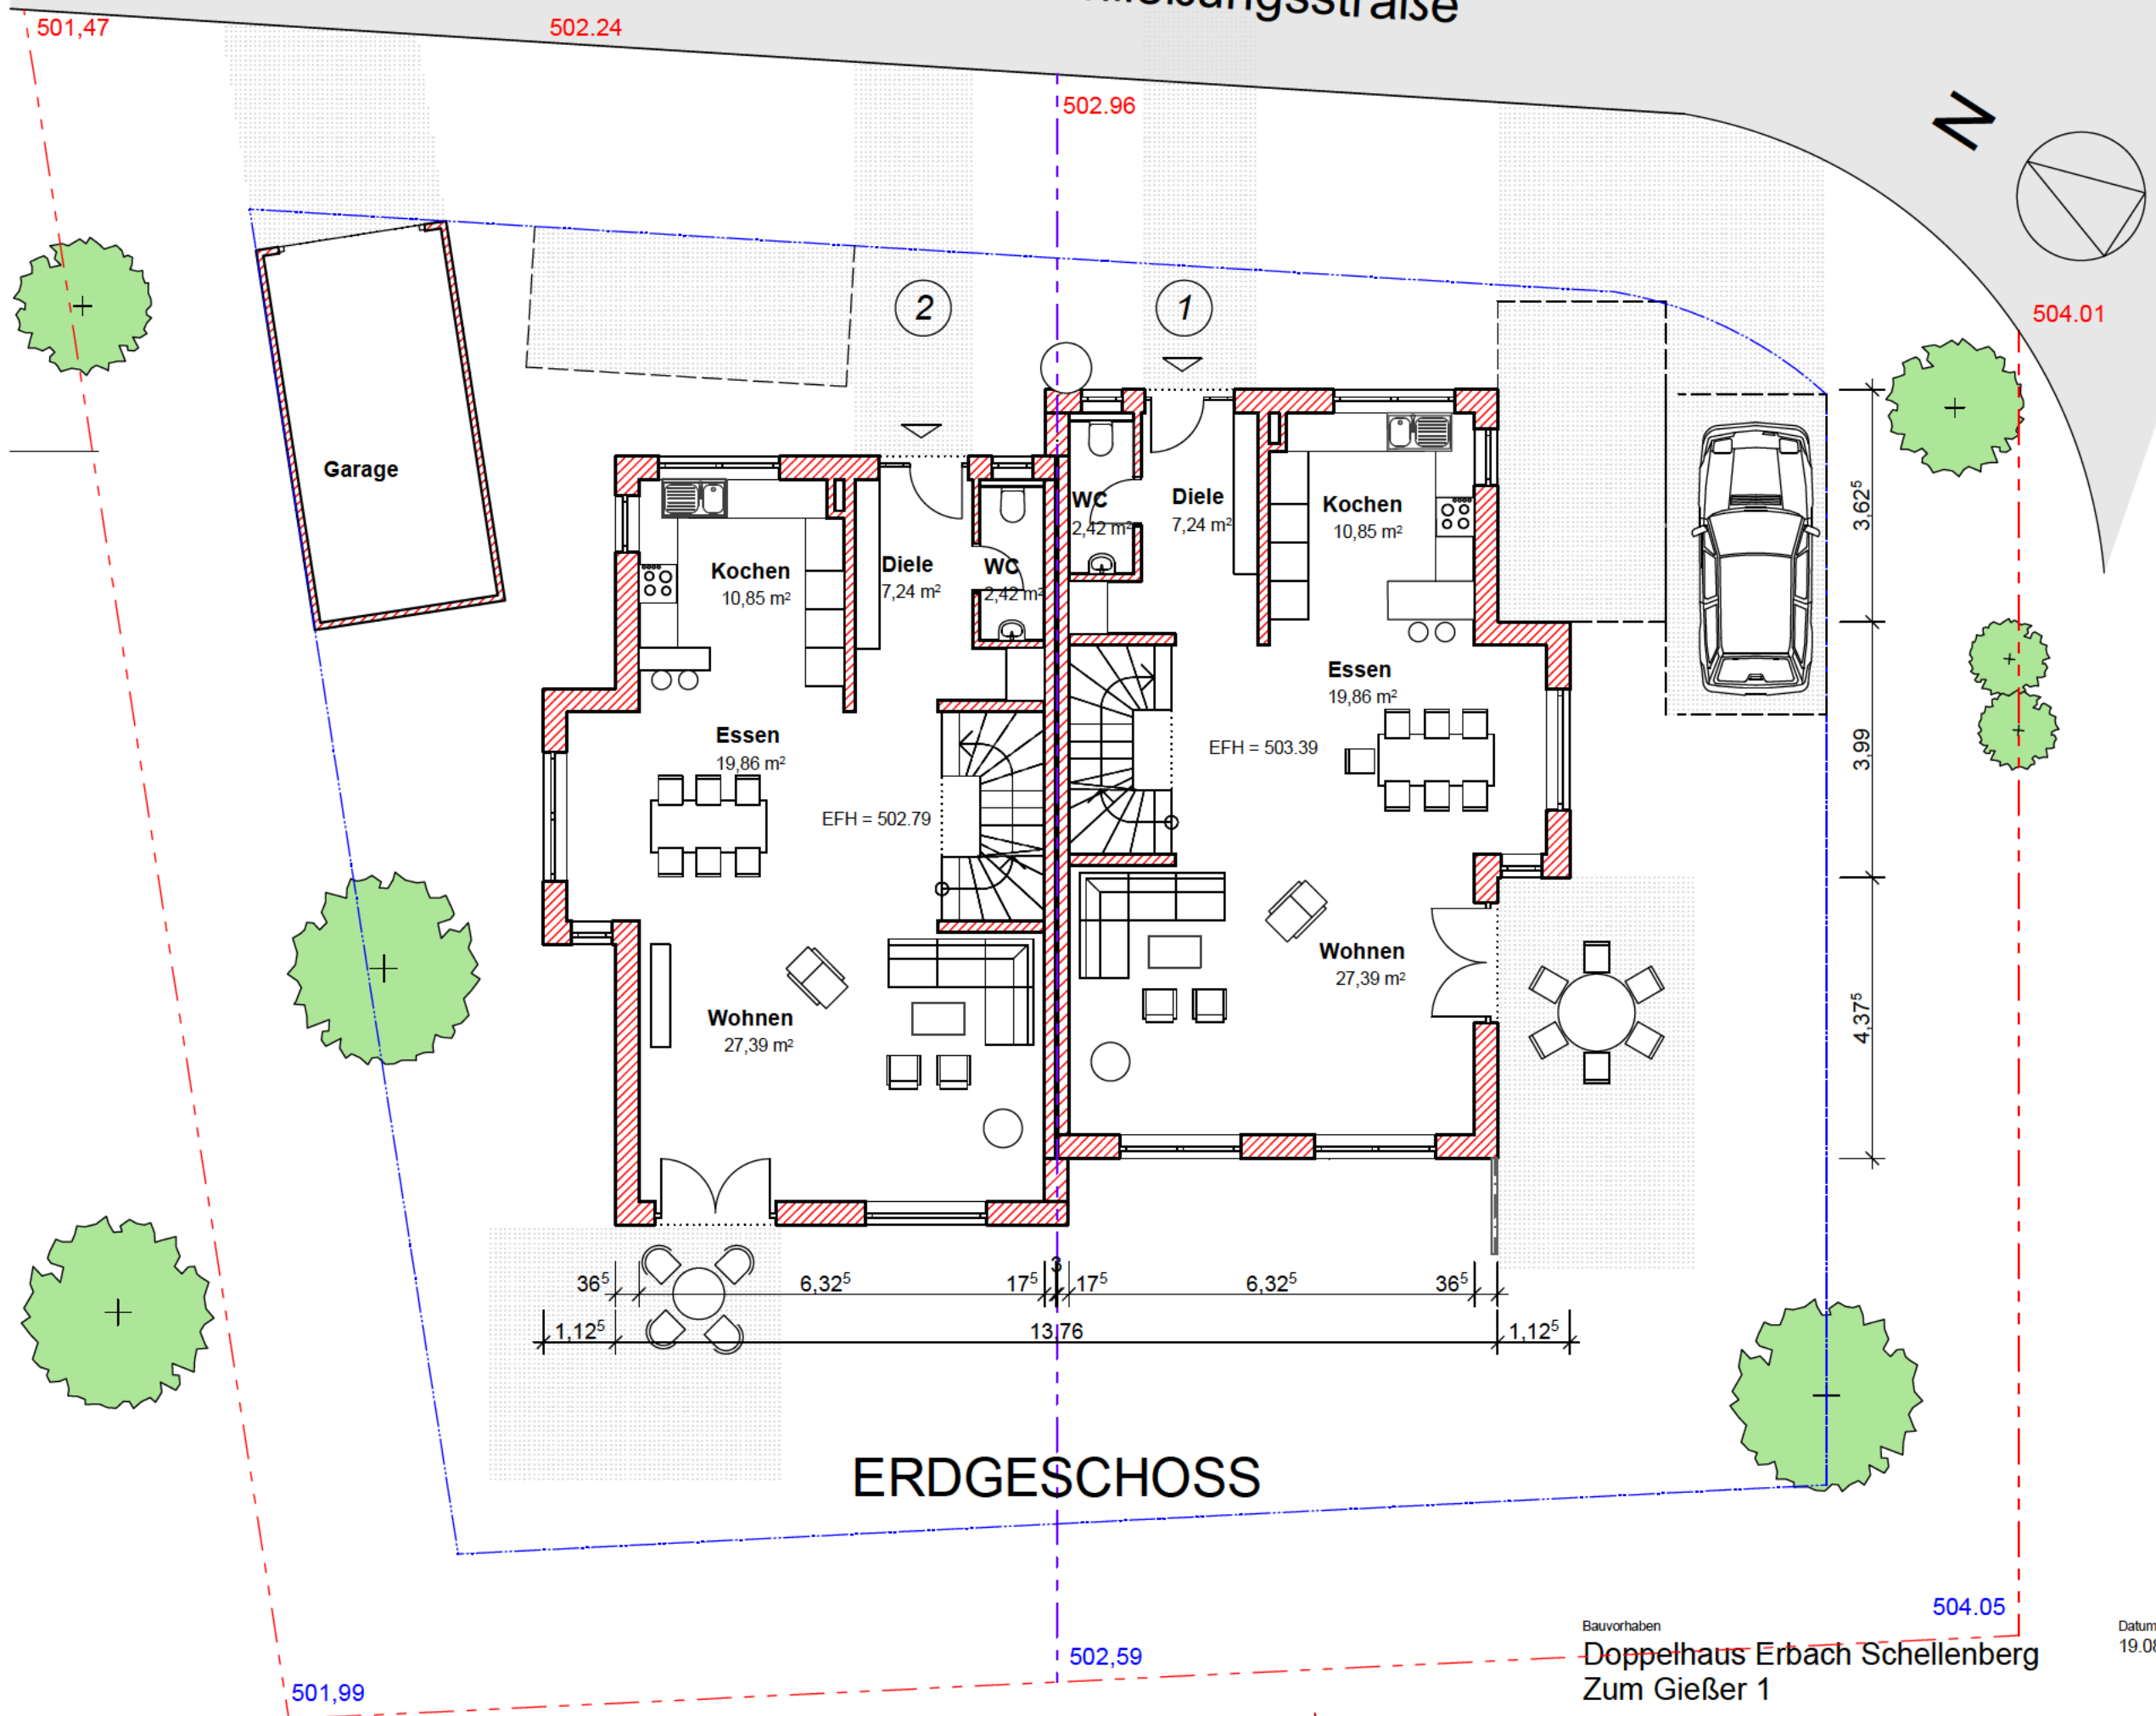 501,47
502.24
502.96
N
504.01
2
1
Garage
WC
2,42 m²
Diele
7,24 m²
Kochen
10,85 m²
3,62⁵
Kochen
10,85 m²
Diele
7,24 m²
WC
2,42 m²
Essen
19,86 m²
EFH = 503.39
3,99
Essen
19,86 m²
EFH = 502.79
Wohnen
27,39 m²
4,37⁵
Wohnen
27,39 m²
36⁵
6,32⁵
17⁵
3
17⁵
6,32⁵
36⁵
1,12⁵
13,76
1,12⁵
ERDGESCHOSS
504.05
502,59
501,99
Bauvorhaben
Doppelhaus Erbach Schellenberg
Zum Gießer 1
Datum
19.08